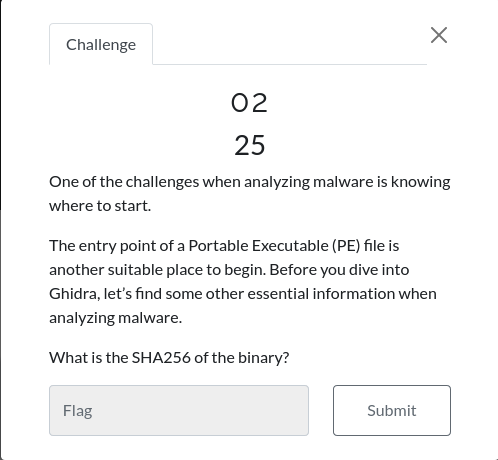 Challenge
02
25
One of the challenges when analyzing malware is knowing
where to start.
The entry point of a Portable Executable (PE) file is
another suitable place to begin. Before you dive into
Ghidra, let’s find some other essential information when
analyzing malware.
What is the SHA256 of the binary?
Flag
Submit